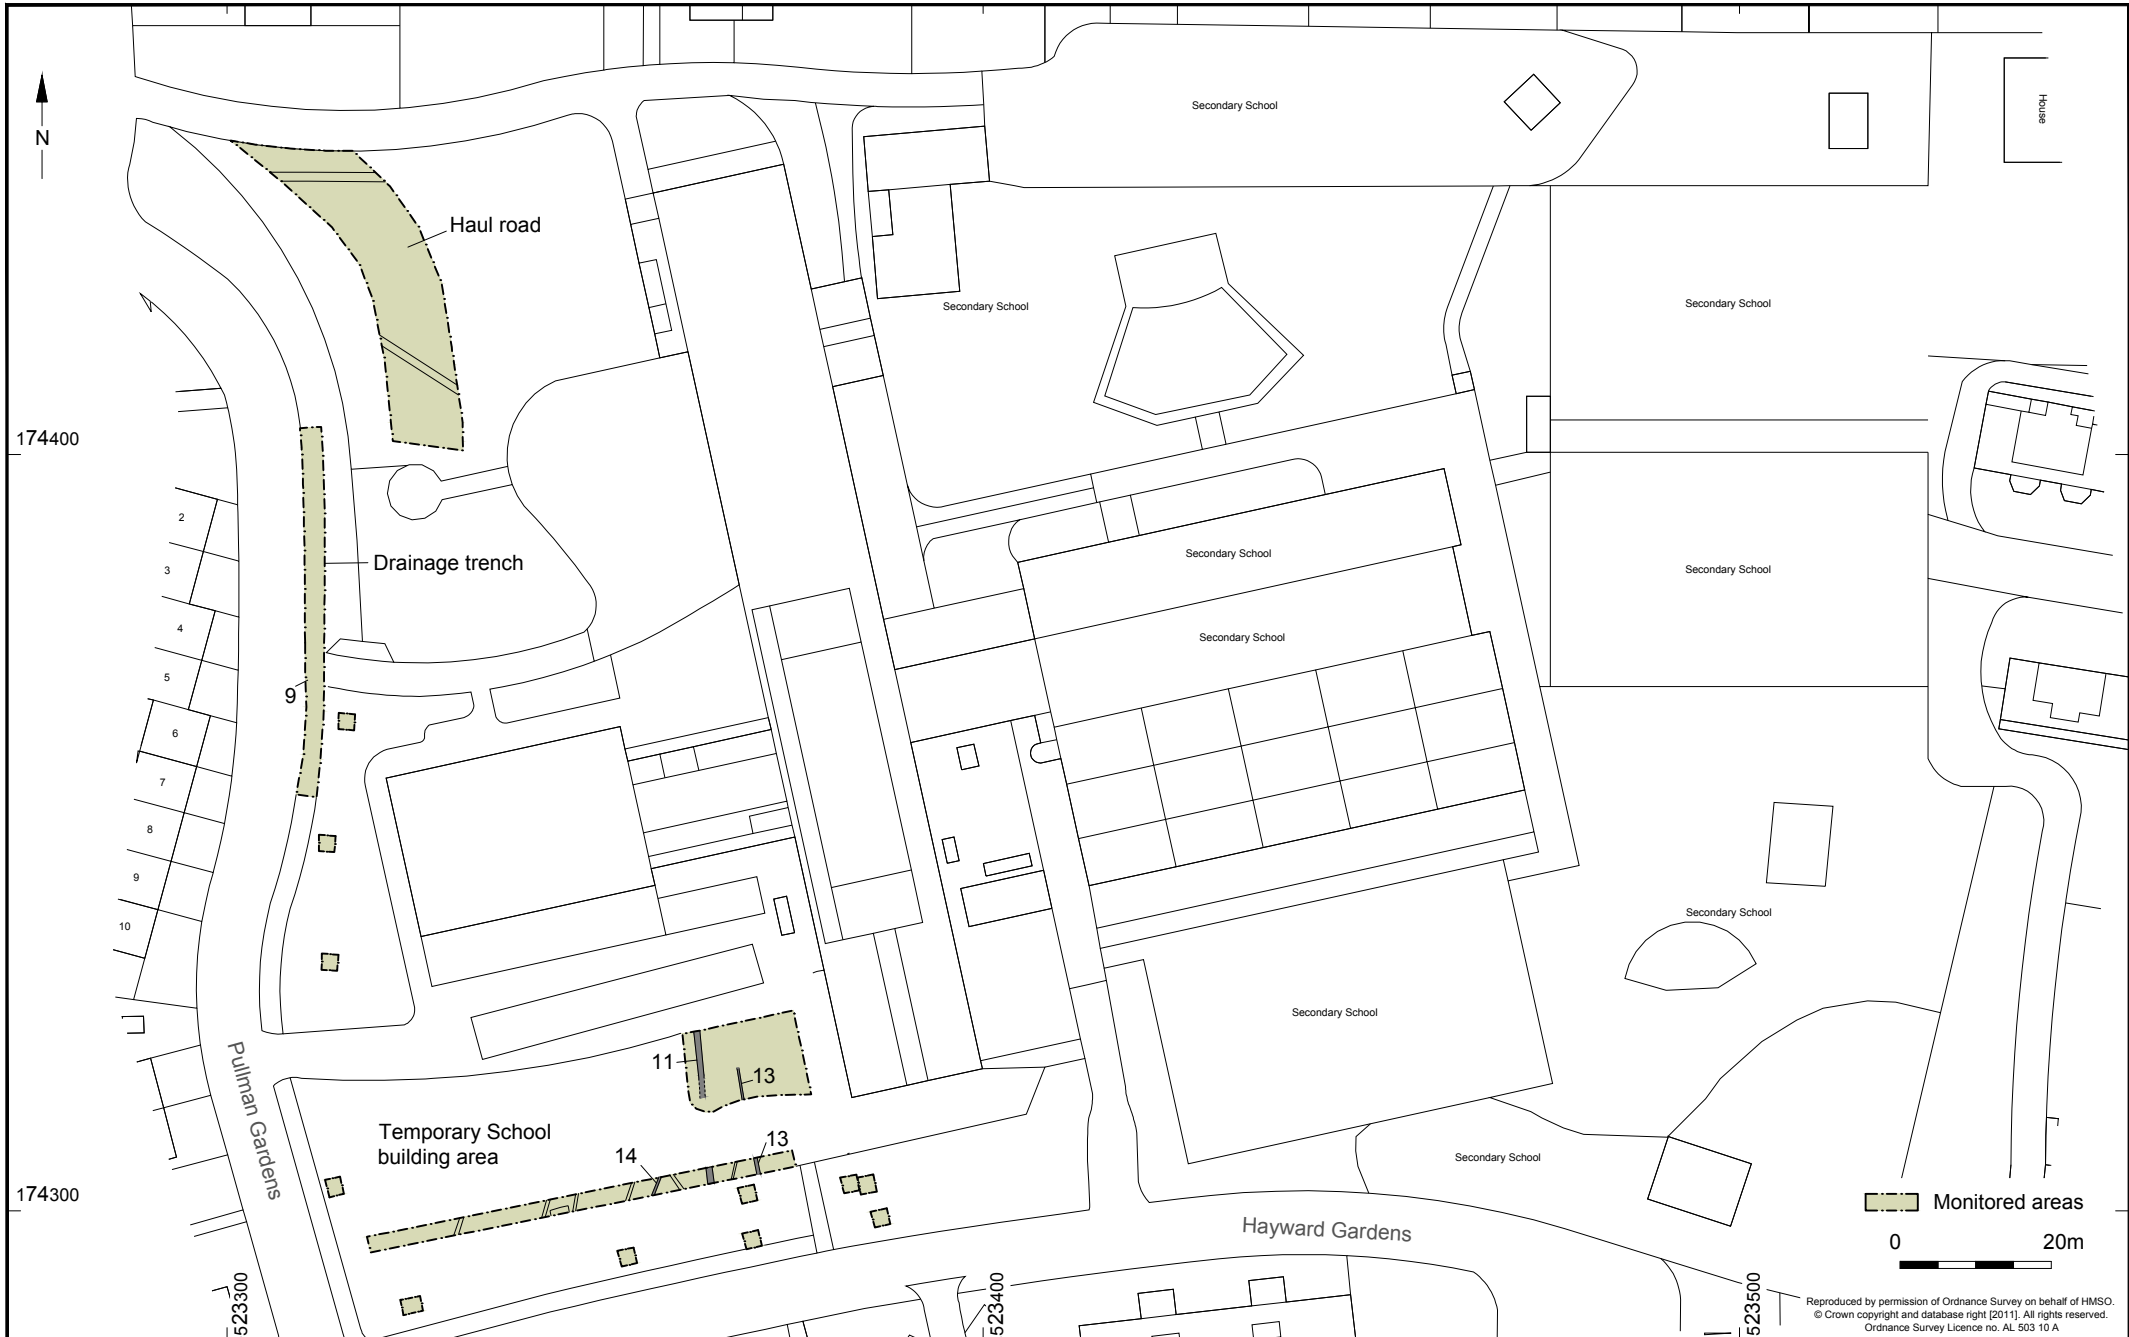 Secondary School
House
N
Haul road
Secondary School
Secondary School
174400
2
Secondary School
Drainage trench
3
Secondary School
4
Secondary School
5
9
6
7
8
9
Secondary School
10
Secondary School
Pullman Gardens
11
13
Temporary School
building area
13
14
Secondary School
174300
Monitored areas
Hayward Gardens
0 20m
523300
523400
523500
Reproduced by permission of Ordnance Survey on behalf of HMSO.
© Crown copyright and database right [2011]. All rights reserved.
Ordnance Survey Licence no. AL 503 10 A